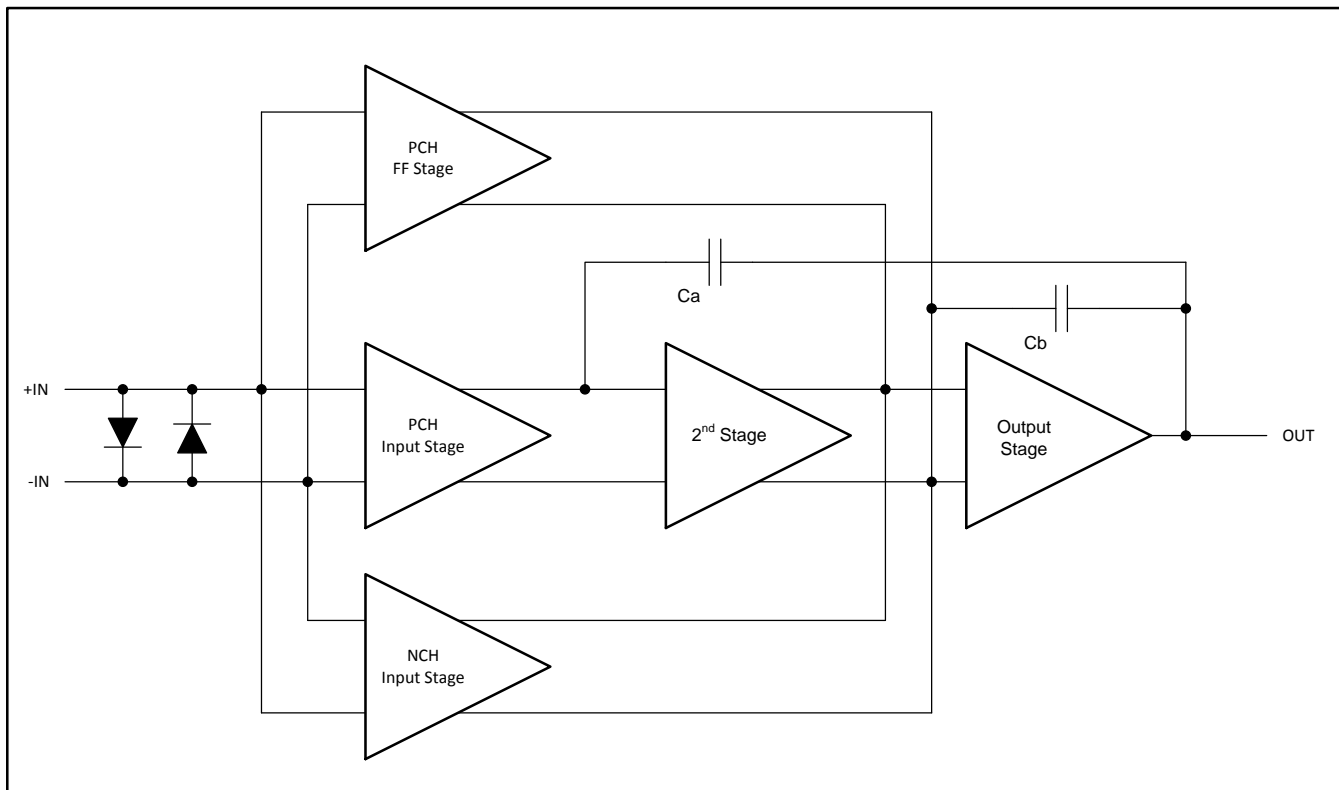 PCH
FF Stage
Ca
Cb
+IN
PCH
Input Stage
2nd Stage
Output
Stage
OUT
-IN
NCH
Input Stage